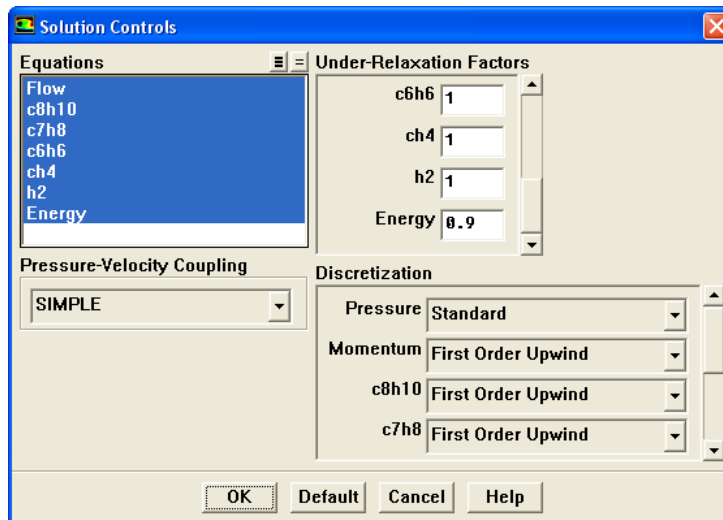 Solution Controls
Equations
Flow
c8h10
c7h8
c6h6
ch4
h2
Energy
Under-Relaxation Factors
c6h6 1
ch4 1
h2 1
Energy 0.9
Pressure-Velocity Coupling
SIMPLE
Discretization
Pressure Standard
Momentum First Order Upwind
c8h10 First Order Upwind
c7h8 First Order Upwind
OK Default Cancel Help